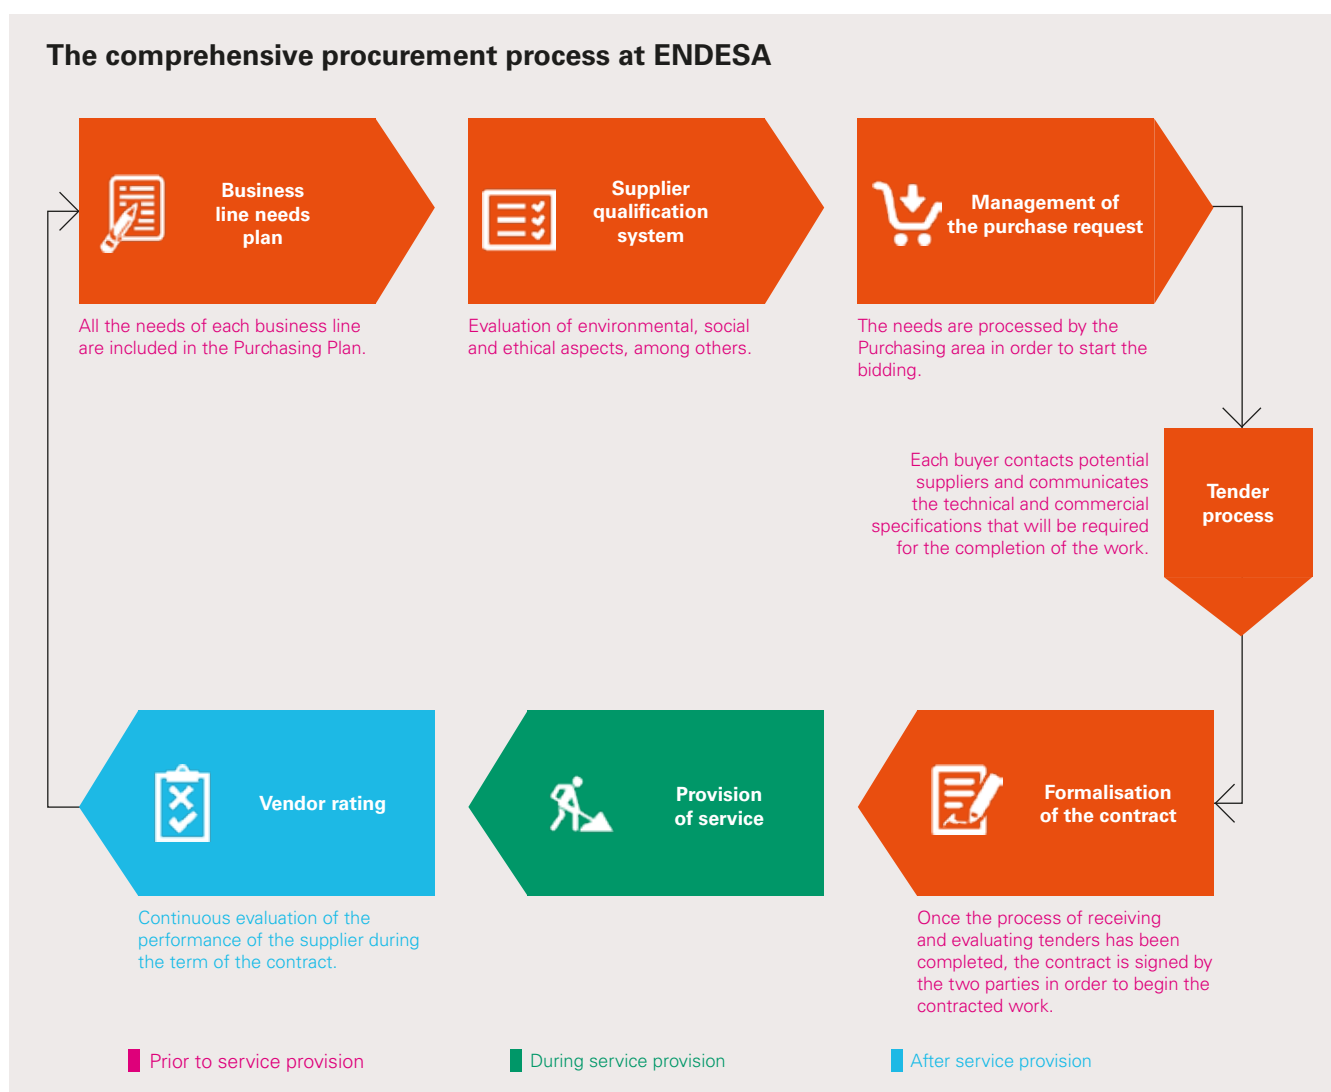 The comprehensive procurement process at ENDESA
Business
line needs
plan
All the needs of each business line
are included in the Purchasing Plan.
Supplier
qualification
system
Evaluation of environmental, social
and ethical aspects, among others.
Management of
the purchase request
The needs are processed by the
Purchasing area in order to start the
bidding.
Each buyer contacts potential
suppliers and communicates
the technical and commercial
specifications that will be required
for the completion of the work.
Tender
process
Vendor rating
Continuous evaluation of the
performance of the supplier during
the term of the contract.
Provision
of service
Formalisation
of the contract
Once the process of receiving
and evaluating tenders has been
completed, the contract is signed by
the two parties in order to begin the
contracted work.
Prior to service provision
During service provision
After service provision